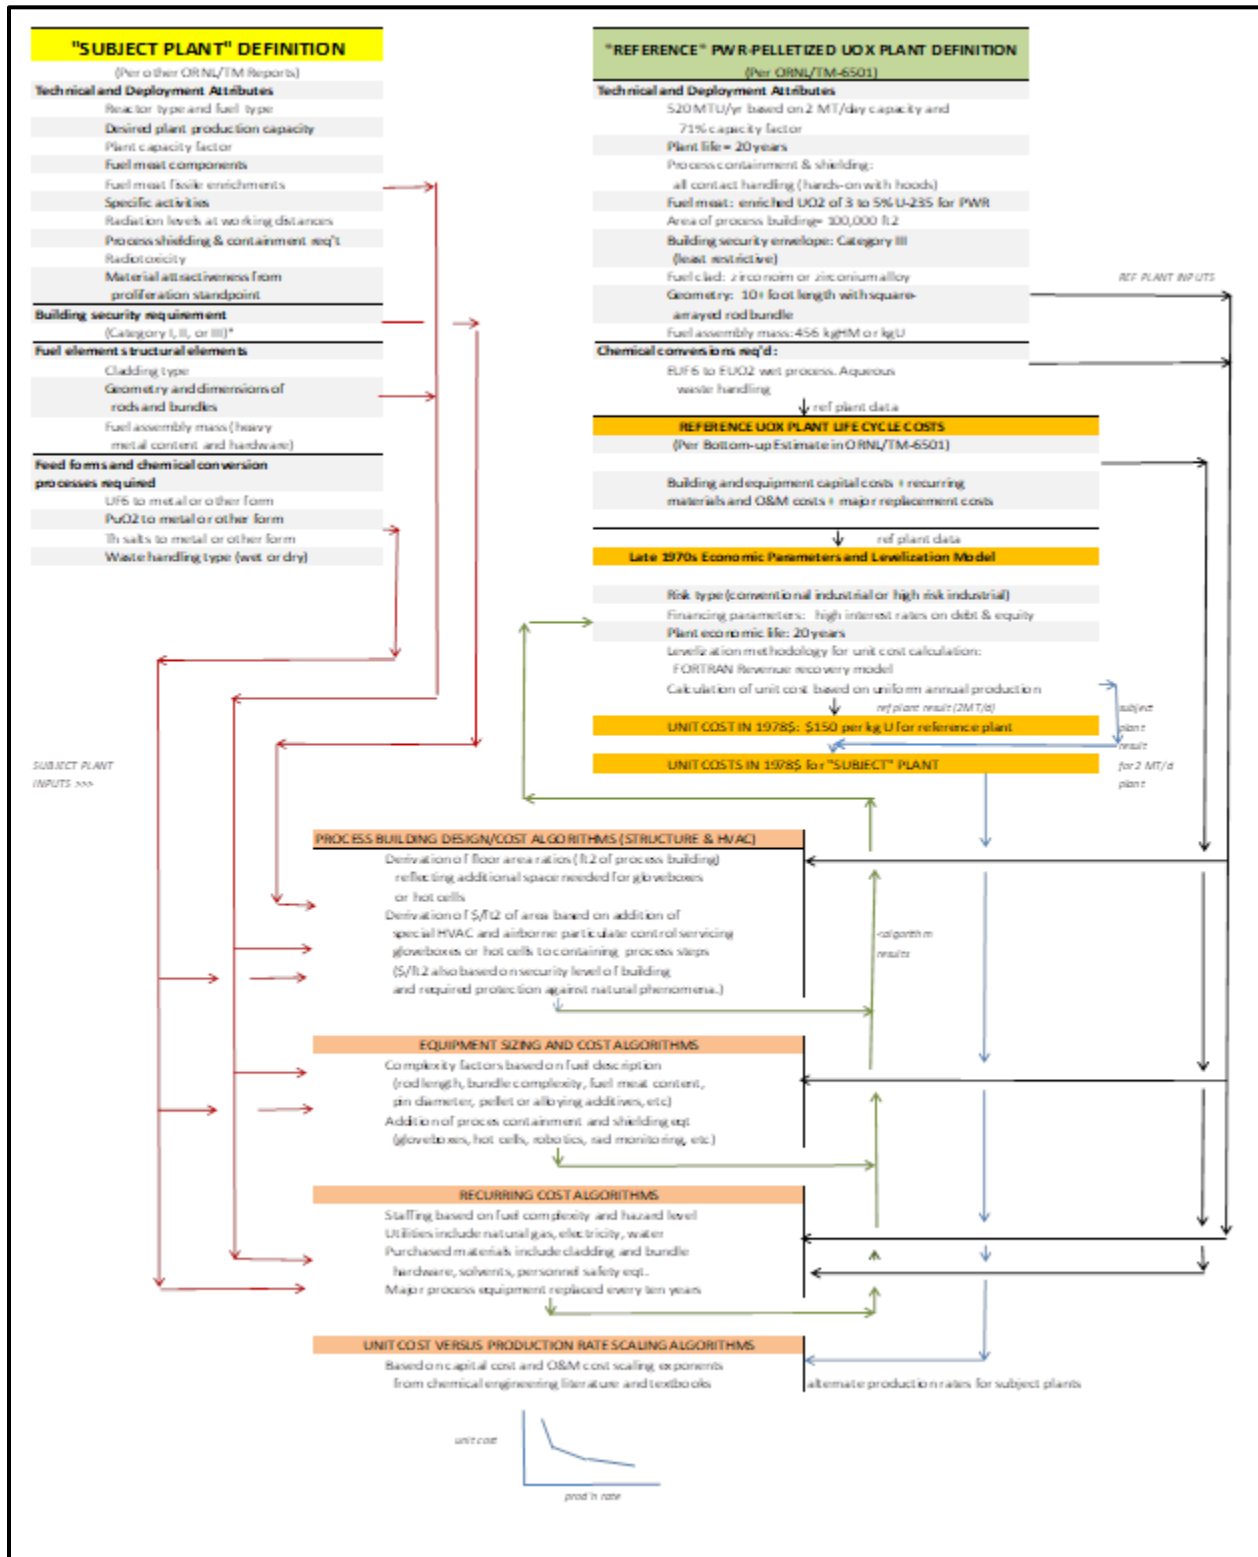 "SUBJECT PLANT" DEFINITION
(Per other ORNL/TM Reports)
Technical and Deployment Attributes
Reactor type and fuel type
Desired plant production capacity
Plant capacity factor
Fuel meat components
Fuel meat fissile enrichments
Specific activities
Radiation levels at working distances
Process shielding & containment req't
Radiotoxicity
Material attractiveness from
proliferation standpoint
Building security requirement
(Category I, II, or III)*
Fuel element structural elements
Cladding type
Geometry and dimensions of
rods and bundles
Fuel assembly mass (heavy
metal content and hardware)
Feed forms and chemical conversion
processes required
UF6 to metal or other form
PuO2 to metal or other form
Th salts to metal or other form
Waste handling type (wet or dry)
"REFERENCE" PWR-PELLETIZED UOX PLANT DEFINITION
(Per ORNL/TM-6501)
Technical and Deployment Attributes
520 MTU/yr based on 2 MT/day capacity and
71% capacity factor
Plant life = 20 years
Process containment & shielding:
all contact handling (hands-on with hoods)
Fuel meat: enriched UO2 of 3 to 5% U-235 for PWR
Area of process building= 100,000 ft2
Building security envelope: Category III
(least restrictive)
Fuel clad: zirconoim or zirconium alloy
Geometry: 10+ foot length with square-
arrayed rod bundle
Fuel assembly mass: 456 kgHM or kgU
Chemical conversions req'd:
EUF6 to EUO2 wet process. Aqueous
waste handling
REF PLANT INPUTS
ref plant data
REFERENCE UOX PLANT LIFE CYCLE COSTS
(Per Bottom-up Estimate in ORNL/TM-6501)
Building and equipment capital costs + recurring
materials and O&M costs + major replacement costs
ref plant data
Late 1970s Economic Parameters and Levelization Model
Risk type (conventional industrial or high risk industrial)
Financing parameters: high interest rates on debt & equity
Plant economic life: 20 years
Levelization methodology for unit cost calculation:
FORTRAN Revenue recovery model
Calculation of unit cost based on uniform annual production
ref plant result (2MT/d)
UNIT COST IN 1978$: $150 per kg U for reference plant
UNIT COSTS IN 1978$ for "SUBJECT" PLANT
subject
plant
result
for 2 MT/d
plant
SUBJECT PLANT
INPUTS >>>
PROCESS BUILDING DESIGN/COST ALGORITHMS (STRUCTURE & HVAC)
Derivation of floor area ratios (ft2 of process building)
reflecting additional space needed for gloveboxes
or hot cells
Derivation of $/ft2 of area based on addition of
special HVAC and airborne particulate control servicing
gloveboxes or hot cells to containing process steps
($/ft2 also based on security level of building
and required protection against natural phenomena.)
<algorithm
results
EQUIPMENT SIZING AND COST ALGORITHMS
Complexity factors based on fuel description
(rod length, bundle complexity, fuel meat content,
pin diameter, pellet or alloying additives, etc)
Addition of proces containment and shielding eqt
(gloveboxes, hot cells, robotics, rad monitoring, etc.)
RECURRING COST ALGORITHMS
Staffing based on fuel complexity and hazard level
Utilities include natural gas, electricity, water
Purchased materials include cladding and bundle
hardware, solvents, personnel safety eqt.
Major process equipment replaced every ten years
UNIT COST VERSUS PRODUCTION RATE SCALING ALGORITHMS
Based on capital cost and O&M cost scaling exponents
from chemical engineering literature and textbooks
alternate production rates for subject plants
unit cost
prod'n rate